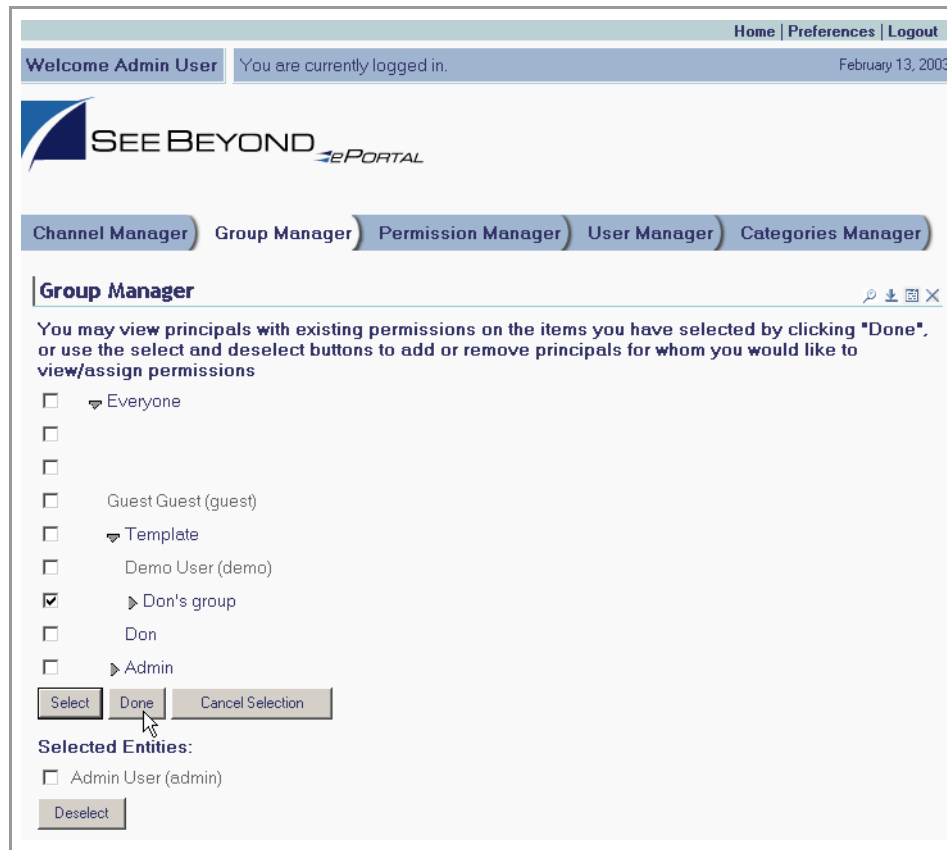 Home | Preferences | Logout
Welcome Admin User You are currently logged in. February 13, 2003
SEEBEYOND ePORTAL
Channel Manager Group Manager Permission Manager User Manager Categories Manager
Group Manager
You may view principals with existing permissions on the items you have selected by clicking "Done",
or use the select and deselect buttons to add or remove principals for whom you would like to
view/assign permissions
Everyone
Guest Guest (guest)
Template
Demo User (demo)
Don's group
Don
Admin
Select Done Cancel Selection
Selected Entities:
Admin User (admin)
Deselect